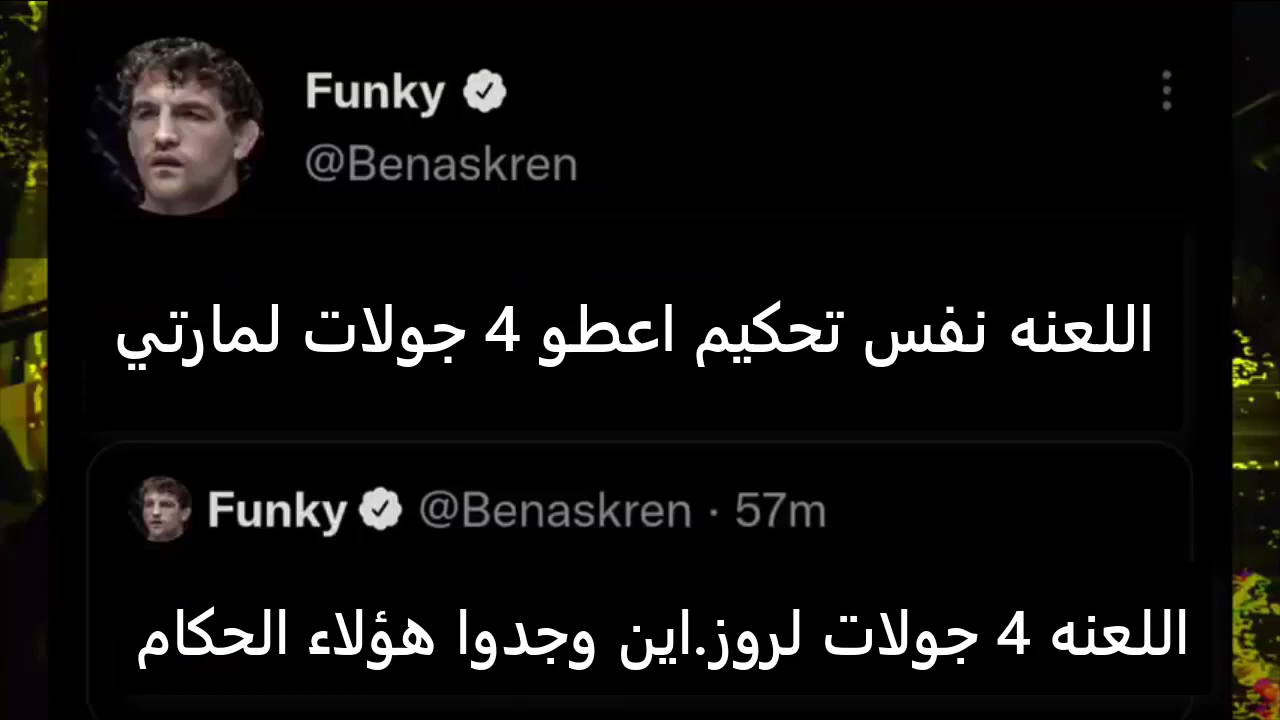 Funky
@Benaskren
اللعنه نفس تحكيم اعطو 4 جولات لمارتي
Funky @Benaskren · 57m
اللعنه 4 جولات لروز.اين وجدوا هؤلاء الحكام